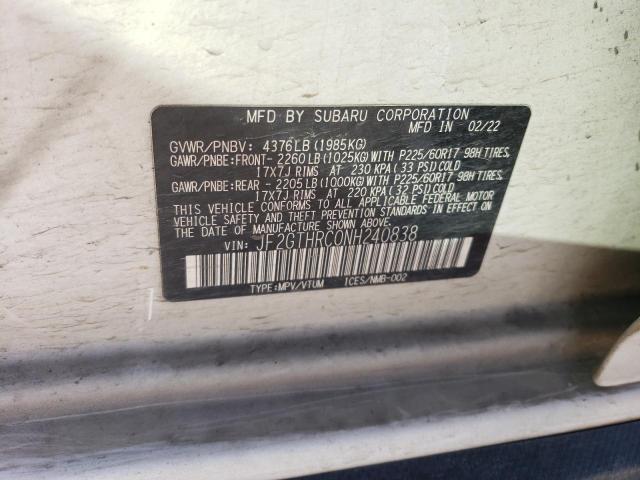 MFD BY SUBARU CORPORATION
MFD IN 02/22
GVWR/PNBV: 4376LB (1985KG)
GAWR/PNBE:FRONT- 2260LB(1025KG)WITH P225/60R17 98H TIRES
17X7J RIMS AT 230 KPA (33 PSI)COLD
GAWR/PNBE:REAR - 2205LB(1000KG)WITH P225/60R17 98H TIRES
17X7J RIMS AT 220 KPA (32 PSI)COLD
THIS VEHICLE CONFORMS TO ALL APPLICABLE FEDERAL MOTOR
VEHICLE SAFETY AND THEFT PREVENTION STANDARDS IN EFFECT ON
THE DATE OF MANUFACTURE SHOWN ABOVE.
VIN: JF2GTHRC0NH240838
TYPE:MPV/VTUM ICES/NMB-002